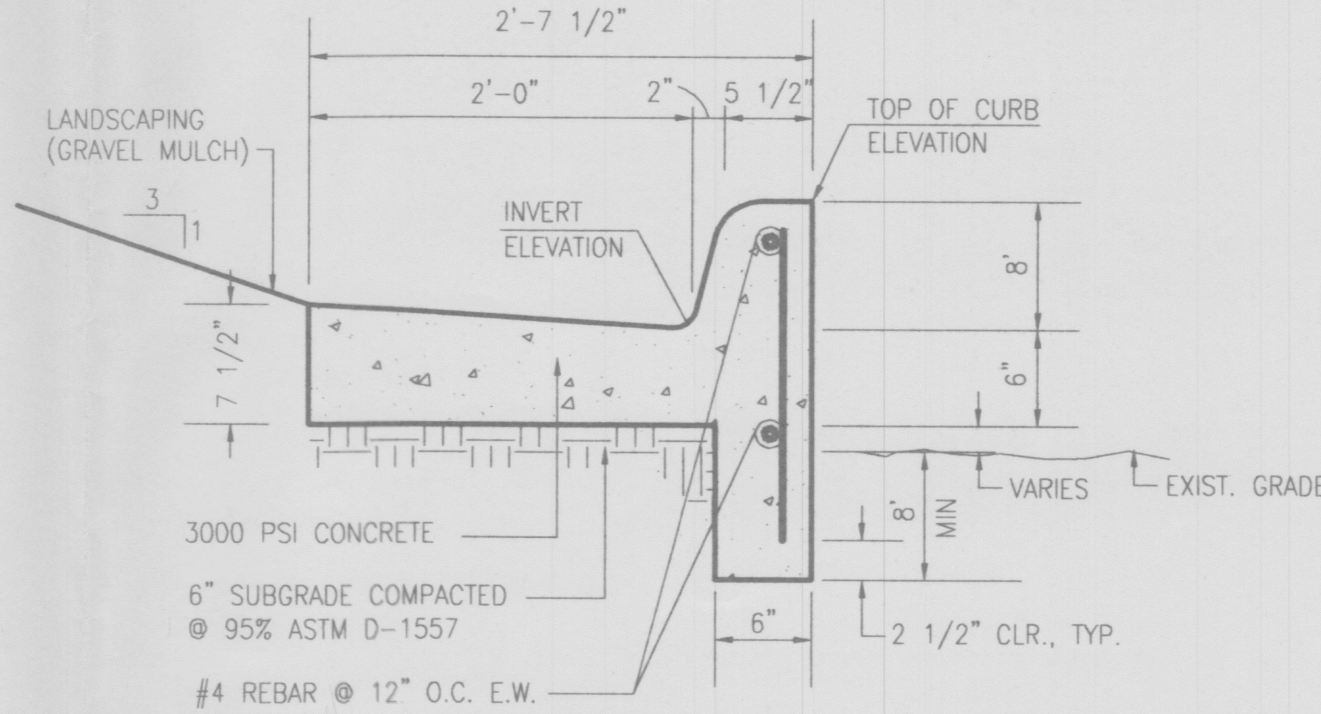 2'-7 1/2"
2'-0"
2"
5 1/2"
LANDSCAPING
(GRAVEL MULCH)
TOP OF CURB
ELEVATION
3
1
INVERT
ELEVATION
8'
7 1/2"
6"
VARIES
EXIST. GRADE
8'
MIN
3000 PSI CONCRETE
6" SUBGRADE COMPACTED
@ 95% ASTM D-1557
6"
2 1/2" CLR., TYP.
#4 REBAR @ 12" O.C. E.W.